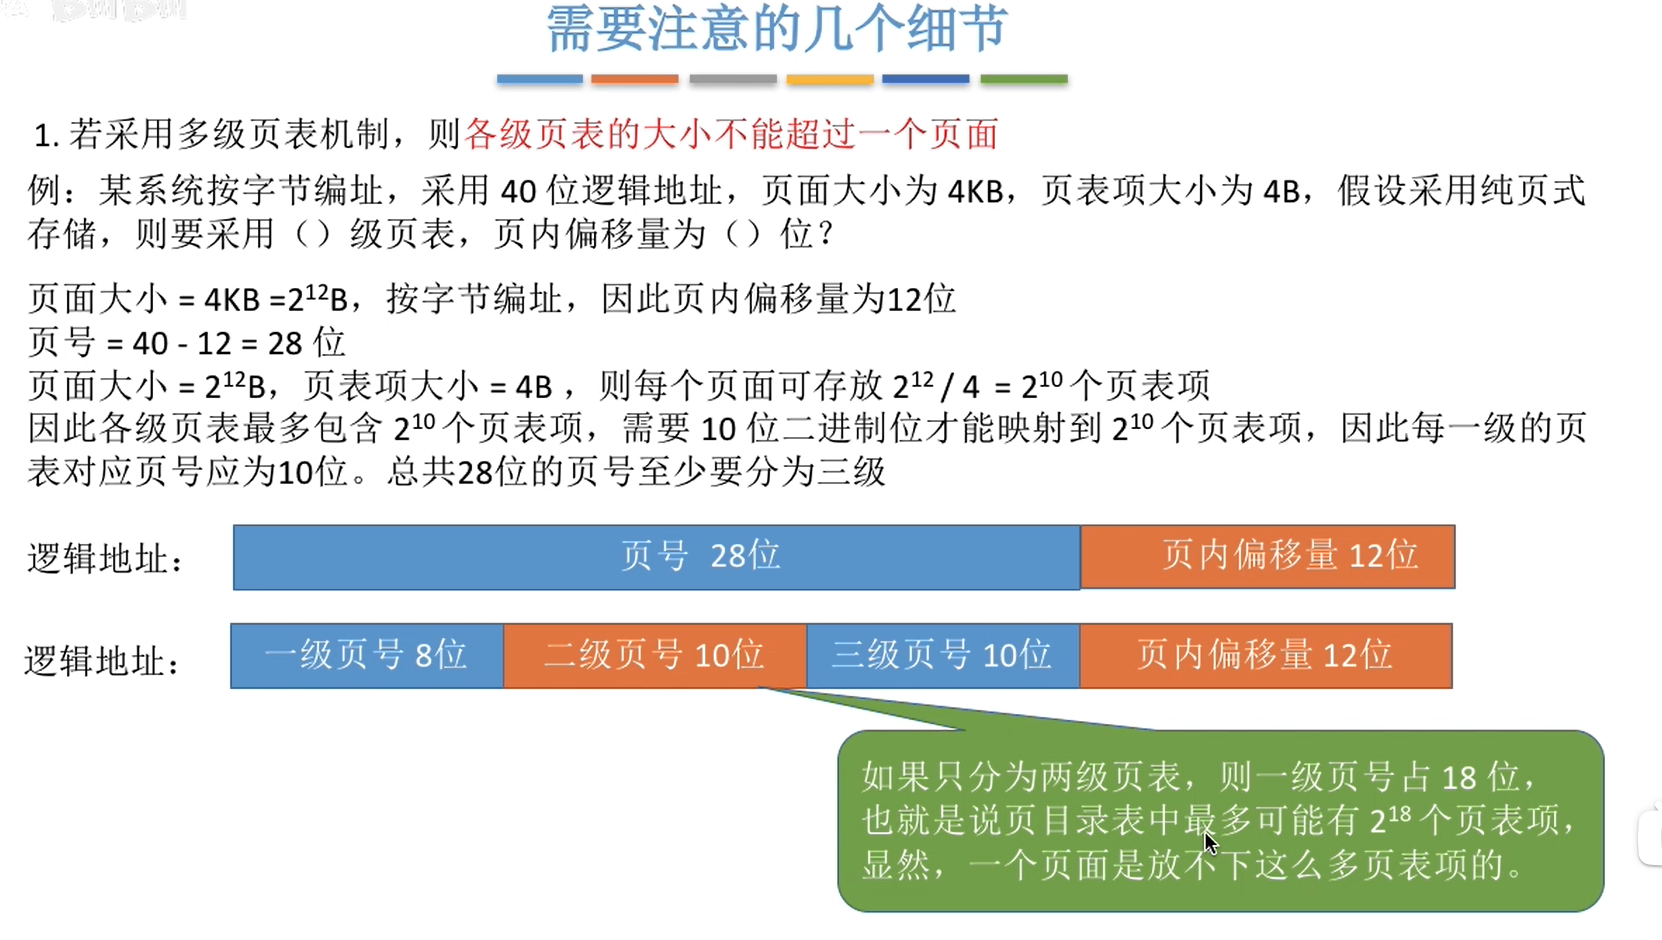 需要注意的几个细节
1. 若采用多级页表机制，则各级页表的大小不能超过一个页面
例：某系统按字节编址，采用 40 位逻辑地址，页面大小为 4KB，页表项大小为 4B，假设采用纯页式
存储，则要采用（）级页表，页内偏移量为（）位？
页面大小 = 4KB =2¹²B，按字节编址，因此页内偏移量为12位
页号 = 40 - 12 = 28 位
页面大小 = 2¹²B，页表项大小 = 4B ，则每个页面可存放 2¹² / 4 = 2¹⁰ 个页表项
因此各级页表最多包含 2¹⁰ 个页表项，需要 10 位二进制位才能映射到 2¹⁰ 个页表项，因此每一级的页
表对应页号应为10位。总共28位的页号至少要分为三级
逻辑地址： 页号 28位 页内偏移量 12位
逻辑地址： 一级页号 8位 二级页号 10位 三级页号 10位 页内偏移量 12位
如果只分为两级页表，则一级页号占 18 位，
也就是说页目录表中最多可能有 2¹⁸ 个页表项，
显然，一个页面是放不下这么多页表项的。